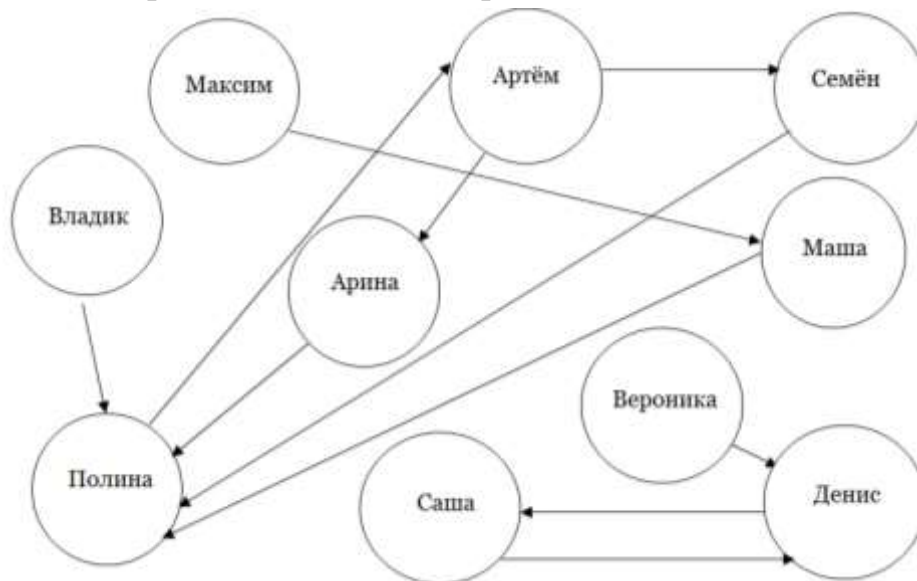 Максим
Артём
Семён
Владик
Арина
Маша
Вероника
Полина
Саша
Денис